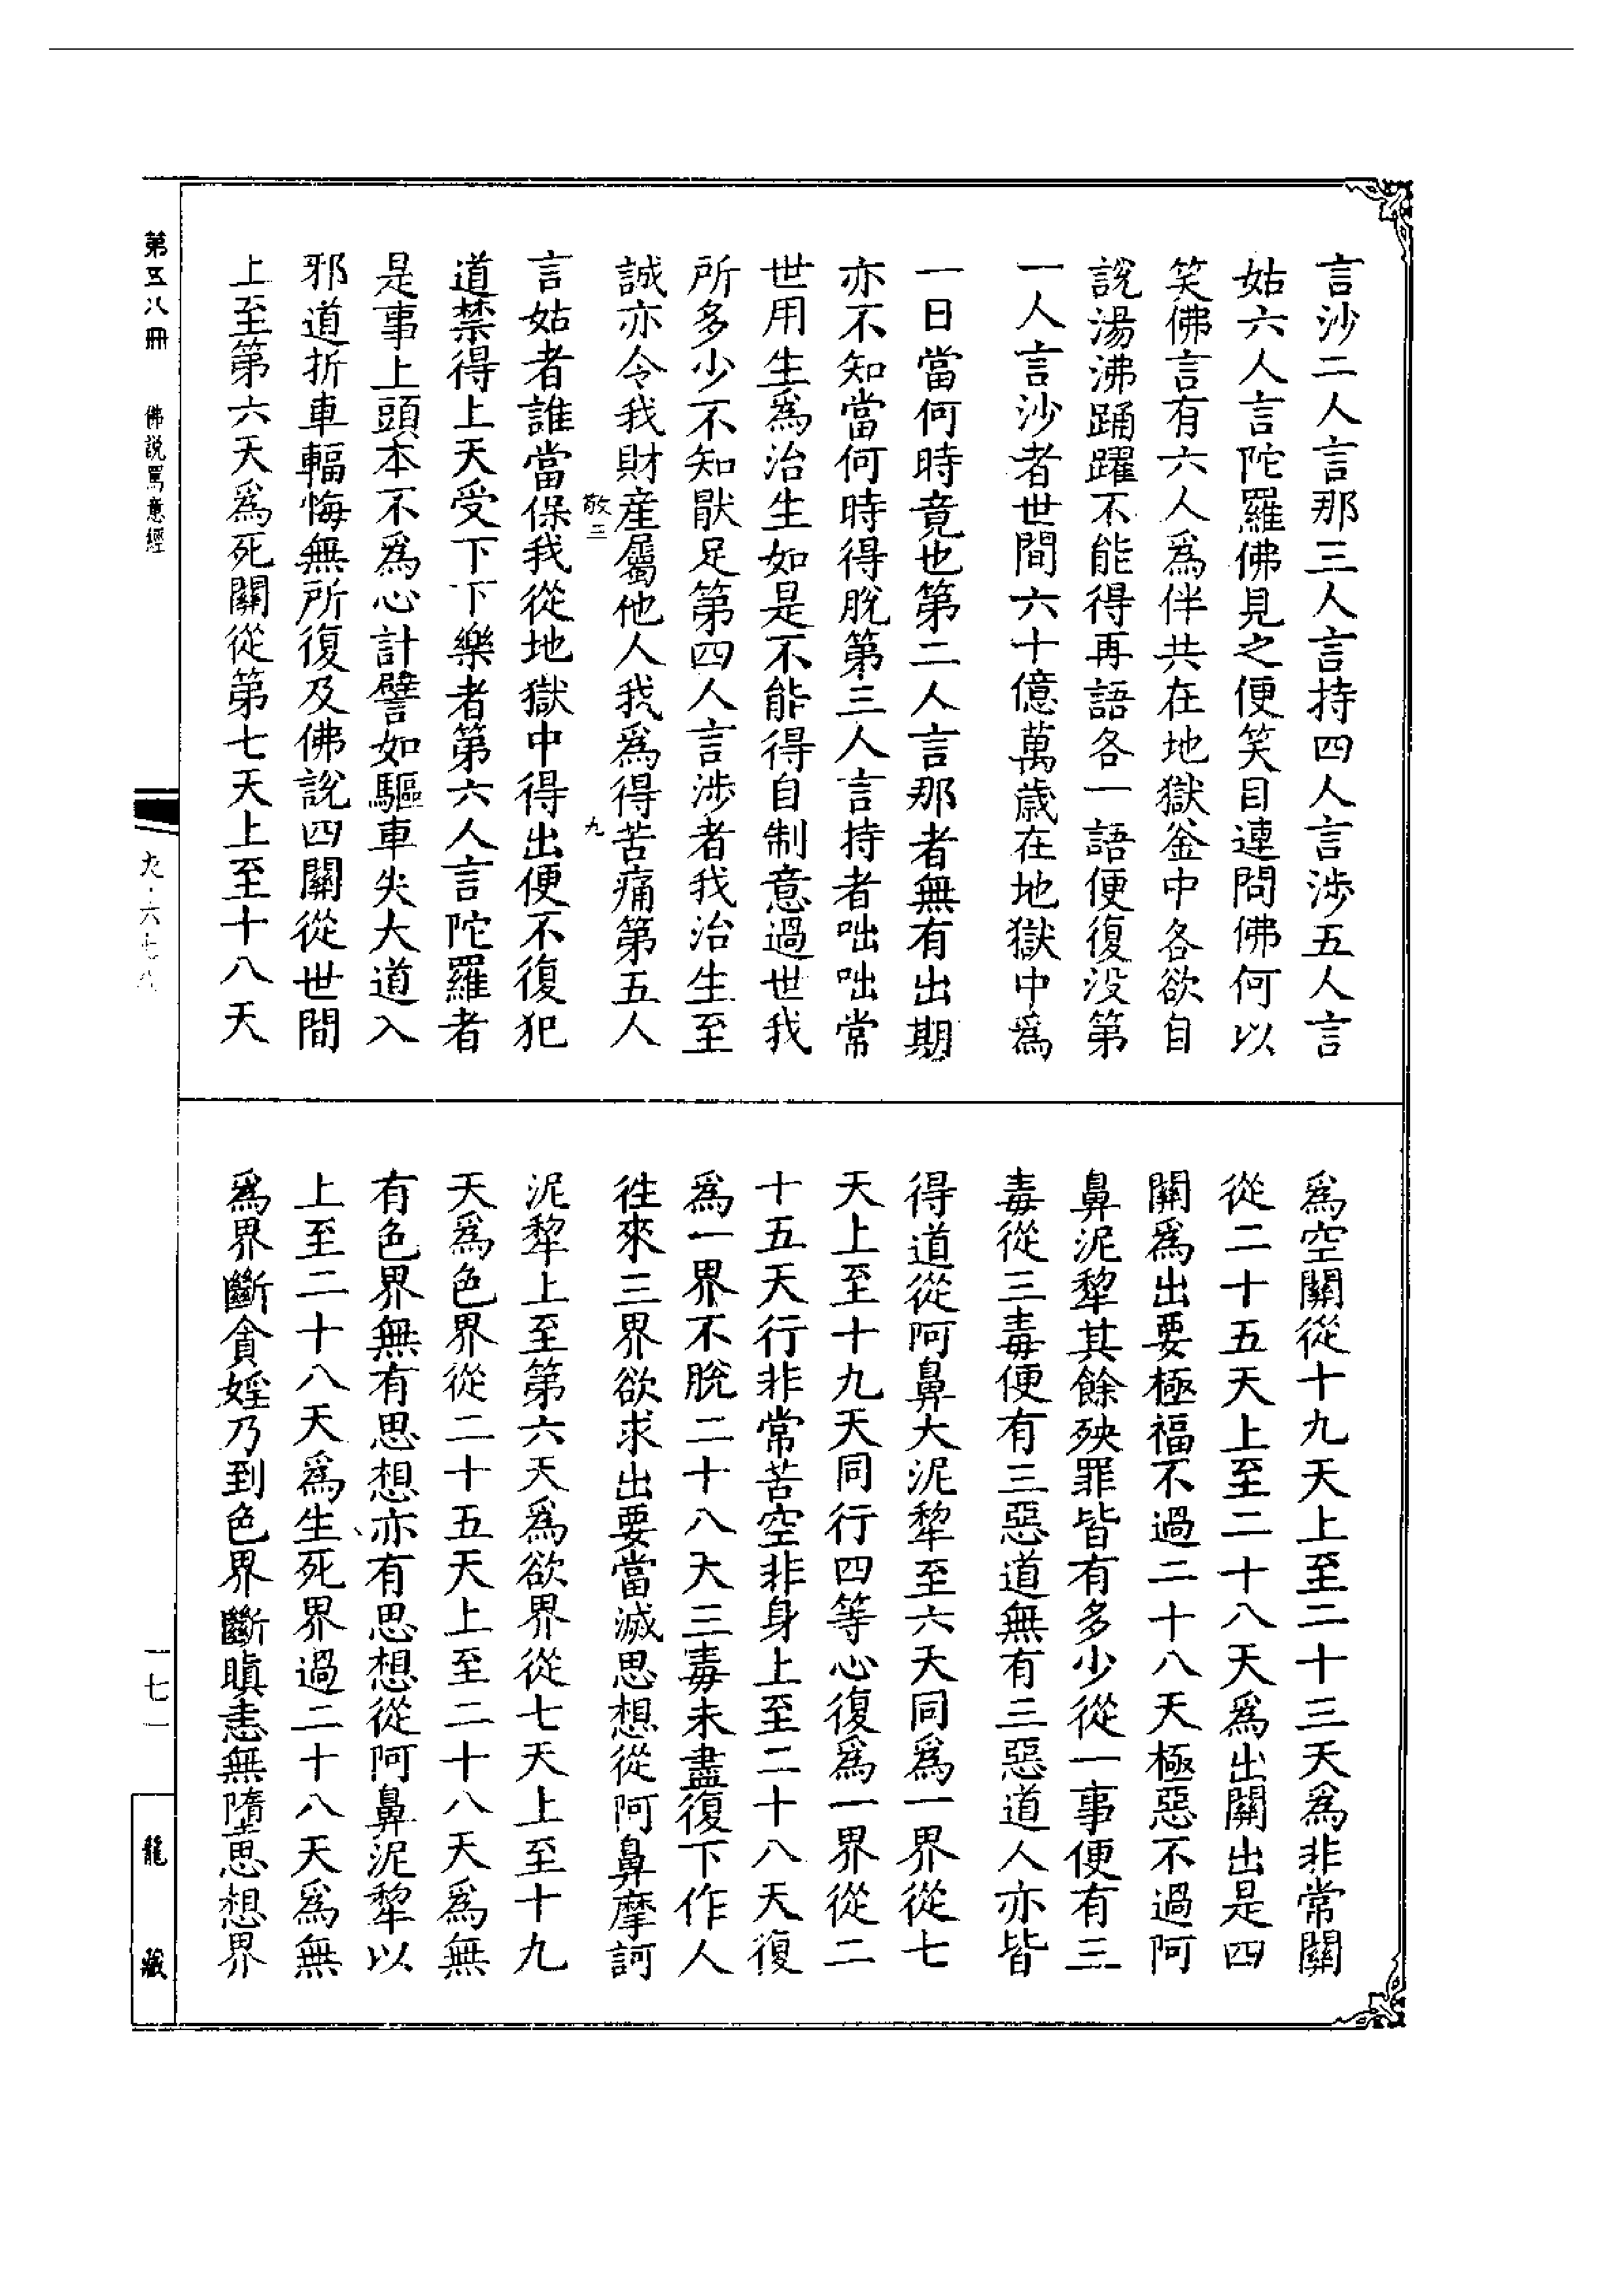 言沙二人言那三人言持四人言涉五人言
姑六人言陀羅佛見之便笑目連問佛何以
笑佛言有六人爲伴共在地獄釜中各欲自
說湯沸踊躍不能得再語各一語便復没第
一人言沙者世間六十億萬歲在地獄中爲
一日當何時竟也第二人言那者無有出期
亦不知當何時得脫第三人言持者咄咄常
世用生爲治生如是不能得自制意過世我
所多少不知猒足第四人言涉者我治生至
誠亦令我財産屬他人我爲得苦痛第五人
敬三
九
言姑者誰當保我從地獄中得出便不復犯
道禁得上天受下下樂者第六人言陀羅者
是事上頭本不爲心計譬如驅車失大道入
邪道折車輻悔無所復及佛說四關從世間
上至第六天爲死關從第七天上至十八天
爲空關從十九天上至二十三天爲非常關
從二十五天上至二十八天爲出關出是四
關爲出要極福不過二十八天極惡不過阿
鼻泥犂其餘殃罪皆有多少從一事便有三
毒從三毒便有三惡道無有三惡道人亦皆
得道從阿鼻大泥犂至六天同爲一界從七
天上至十九天同行四等心復爲一界從二
十五天行非常苦空非身上至二十八天復
爲一界不脫二十八天三毒未盡復下作人
徃來三界欲求出要當滅思想從阿鼻摩訶
泥犂上至第六天爲欲界從七天上至十九
天爲色界從二十五天上至二十八天爲無
有色界無有思想亦有思想從阿鼻泥犂以
上至二十八天爲生死界過二十八天爲無
爲界斷貪婬乃到色界斷瞋恚無墮思想界
第五八冊
佛說罵意經
一七一
龍藏